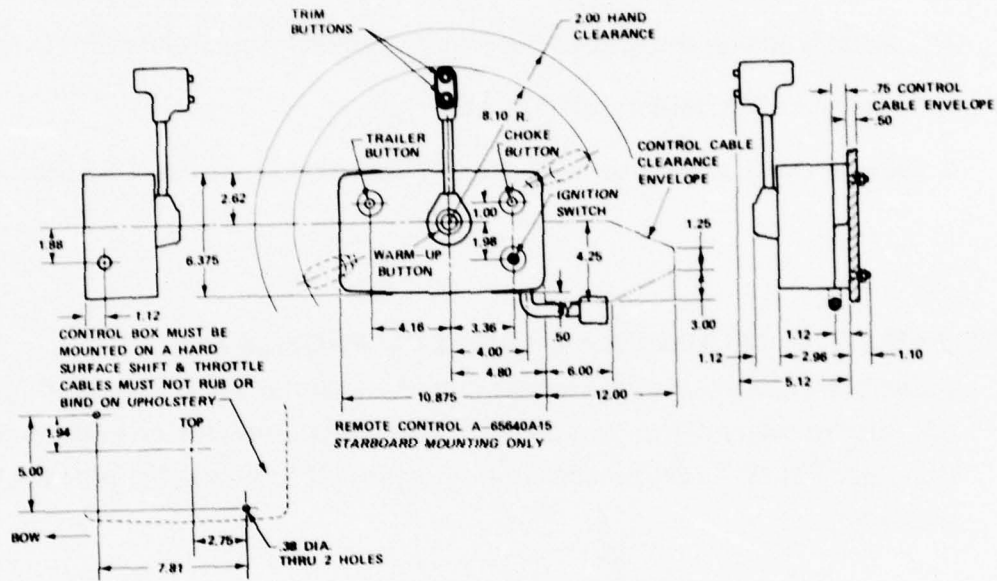 TRIM
BUTTONS
2.00 HAND
CLEARANCE
.75 CONTROL
CABLE ENVELOPE
.50
8.10 R.
TRAILER
BUTTON
CHOKE
BUTTON
CONTROL CABLE
CLEARANCE
ENVELOPE
IGNITION
SWITCH
2.62
1.00
1.25
1.88
6.375
WARM-UP
BUTTON
1.98
4.25
3.00
1.12
4.16
3.36
.50
4.00
4.80
6.00
10.875
12.00
1.12
1.12
2.96
1.10
5.12
CONTROL BOX MUST BE
MOUNTED ON A HARD
SURFACE SHIFT & THROTTLE
CABLES MUST NOT RUB OR
BIND ON UPHOLSTERY
REMOTE CONTROL A-65640A15
STARBOARD MOUNTING ONLY
TOP
1.94
5.00
BOW
2.75
7.81
.38 DIA.
THRU 2 HOLES